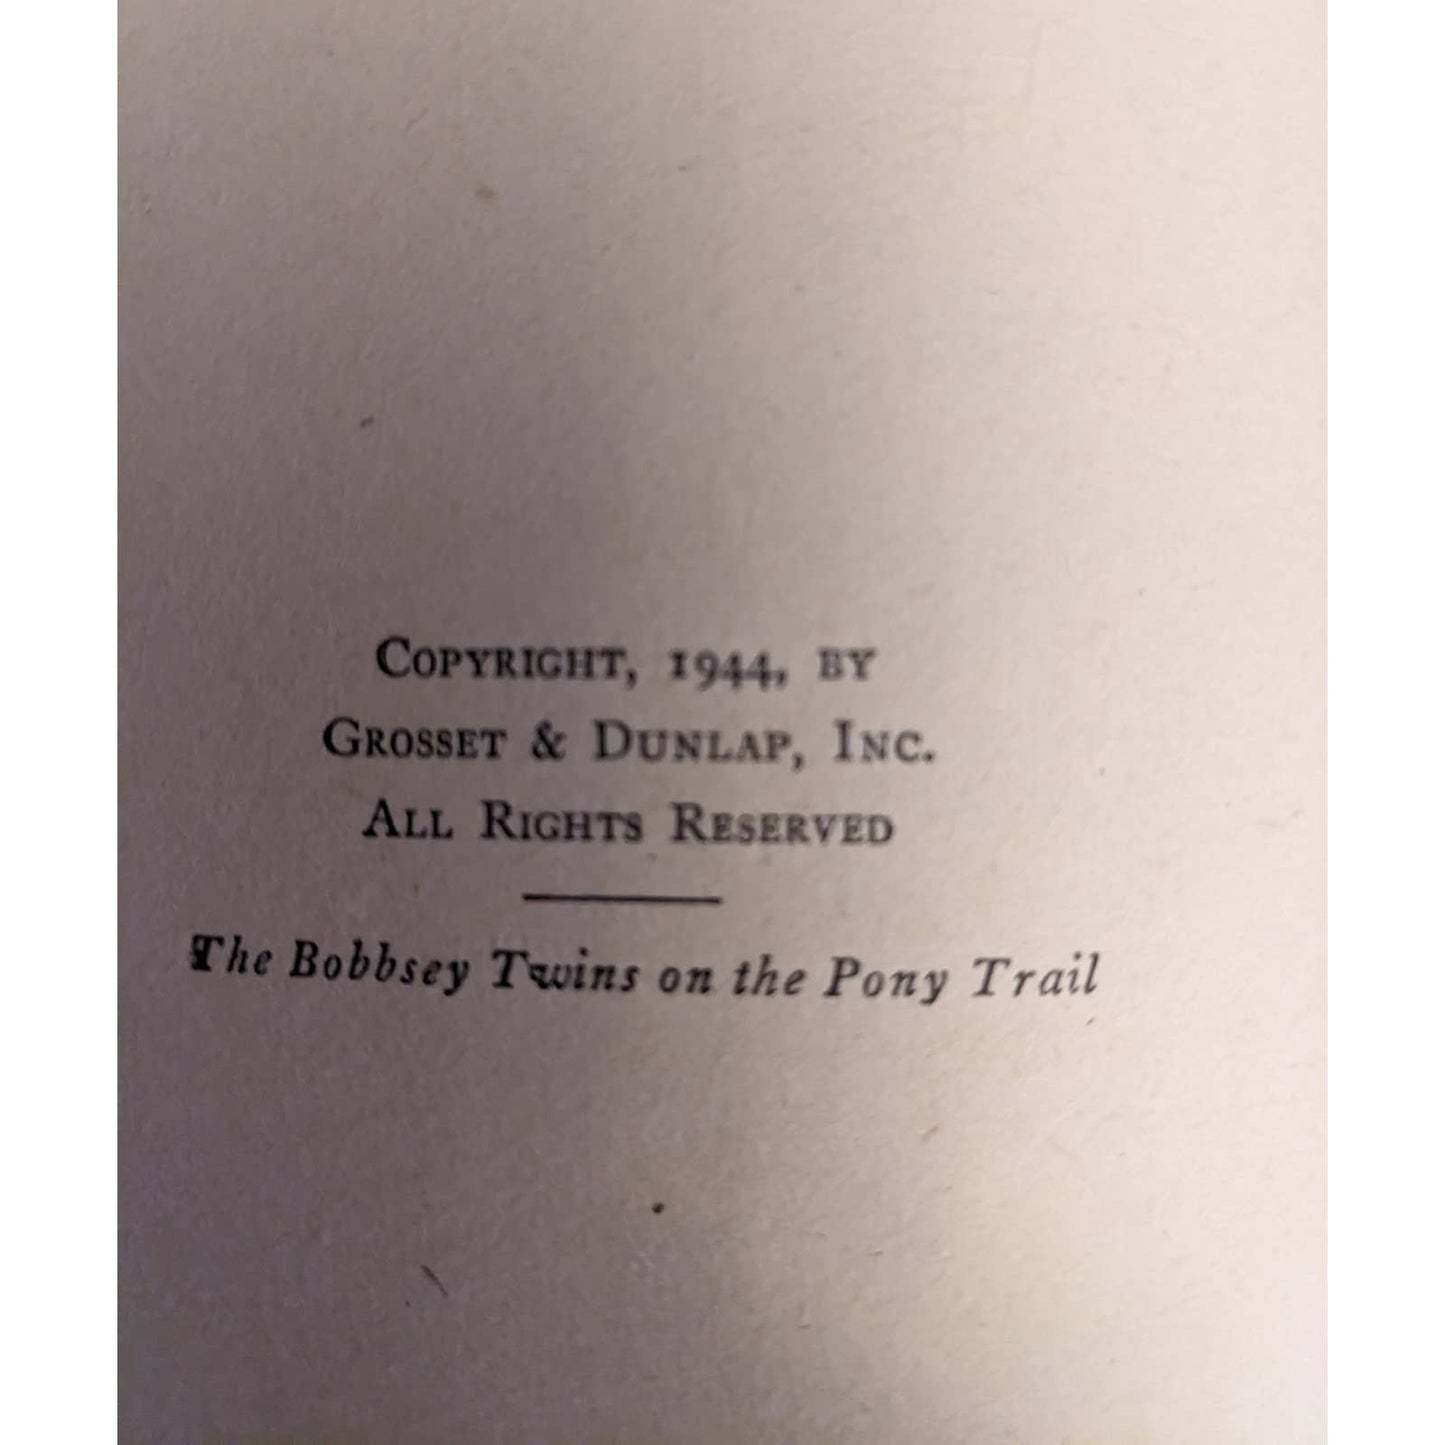 COPYRIGHT, 1944, BY
GROSSET & DUNLAP, INC.
ALL RIGHTS RESERVED
The Bobbsey Twins on the Pony Trail